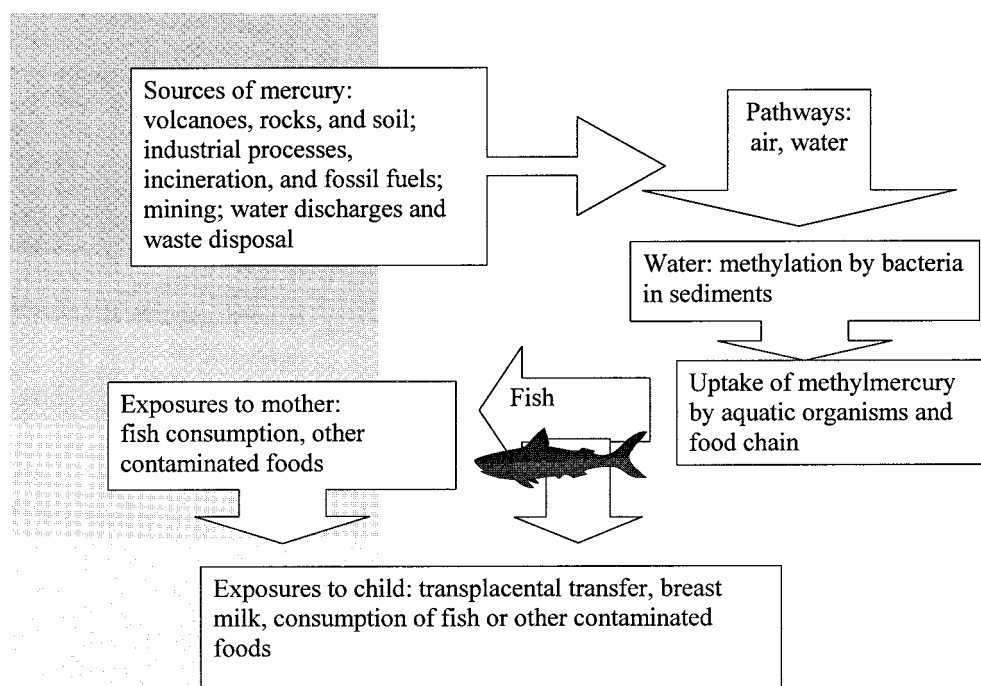 Sources of mercury:
volcanoes, rocks, and soil;
industrial processes,
incineration, and fossil fuels;
mining; water discharges and
waste disposal
Pathways:
air, water
Water: methylation by bacteria
in sediments
Uptake of methylmercury
by aquatic organisms and
food chain
Fish
Exposures to mother:
fish consumption, other
contaminated foods
Exposures to child: transplacental transfer, breast
milk, consumption of fish or other contaminated
foods